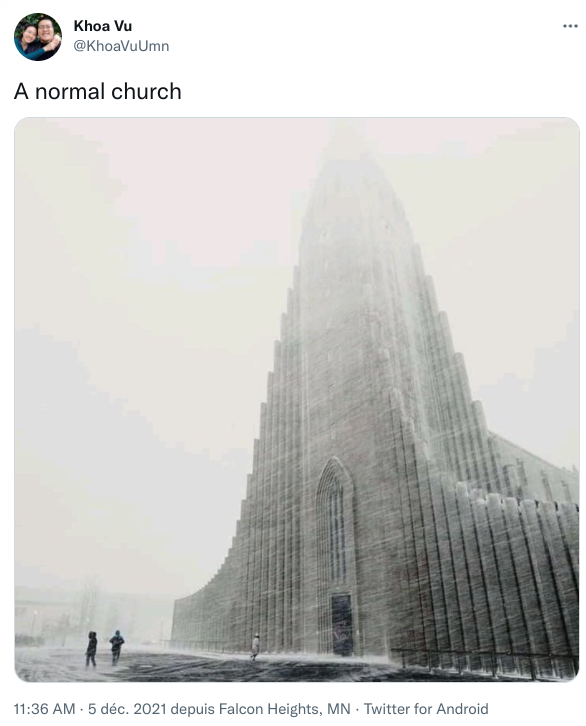 Khoa Vu
@KhoaVuUmn
A normal church
11:36 AM · 5 déc. 2021 depuis Falcon Heights, MN · Twitter for Android